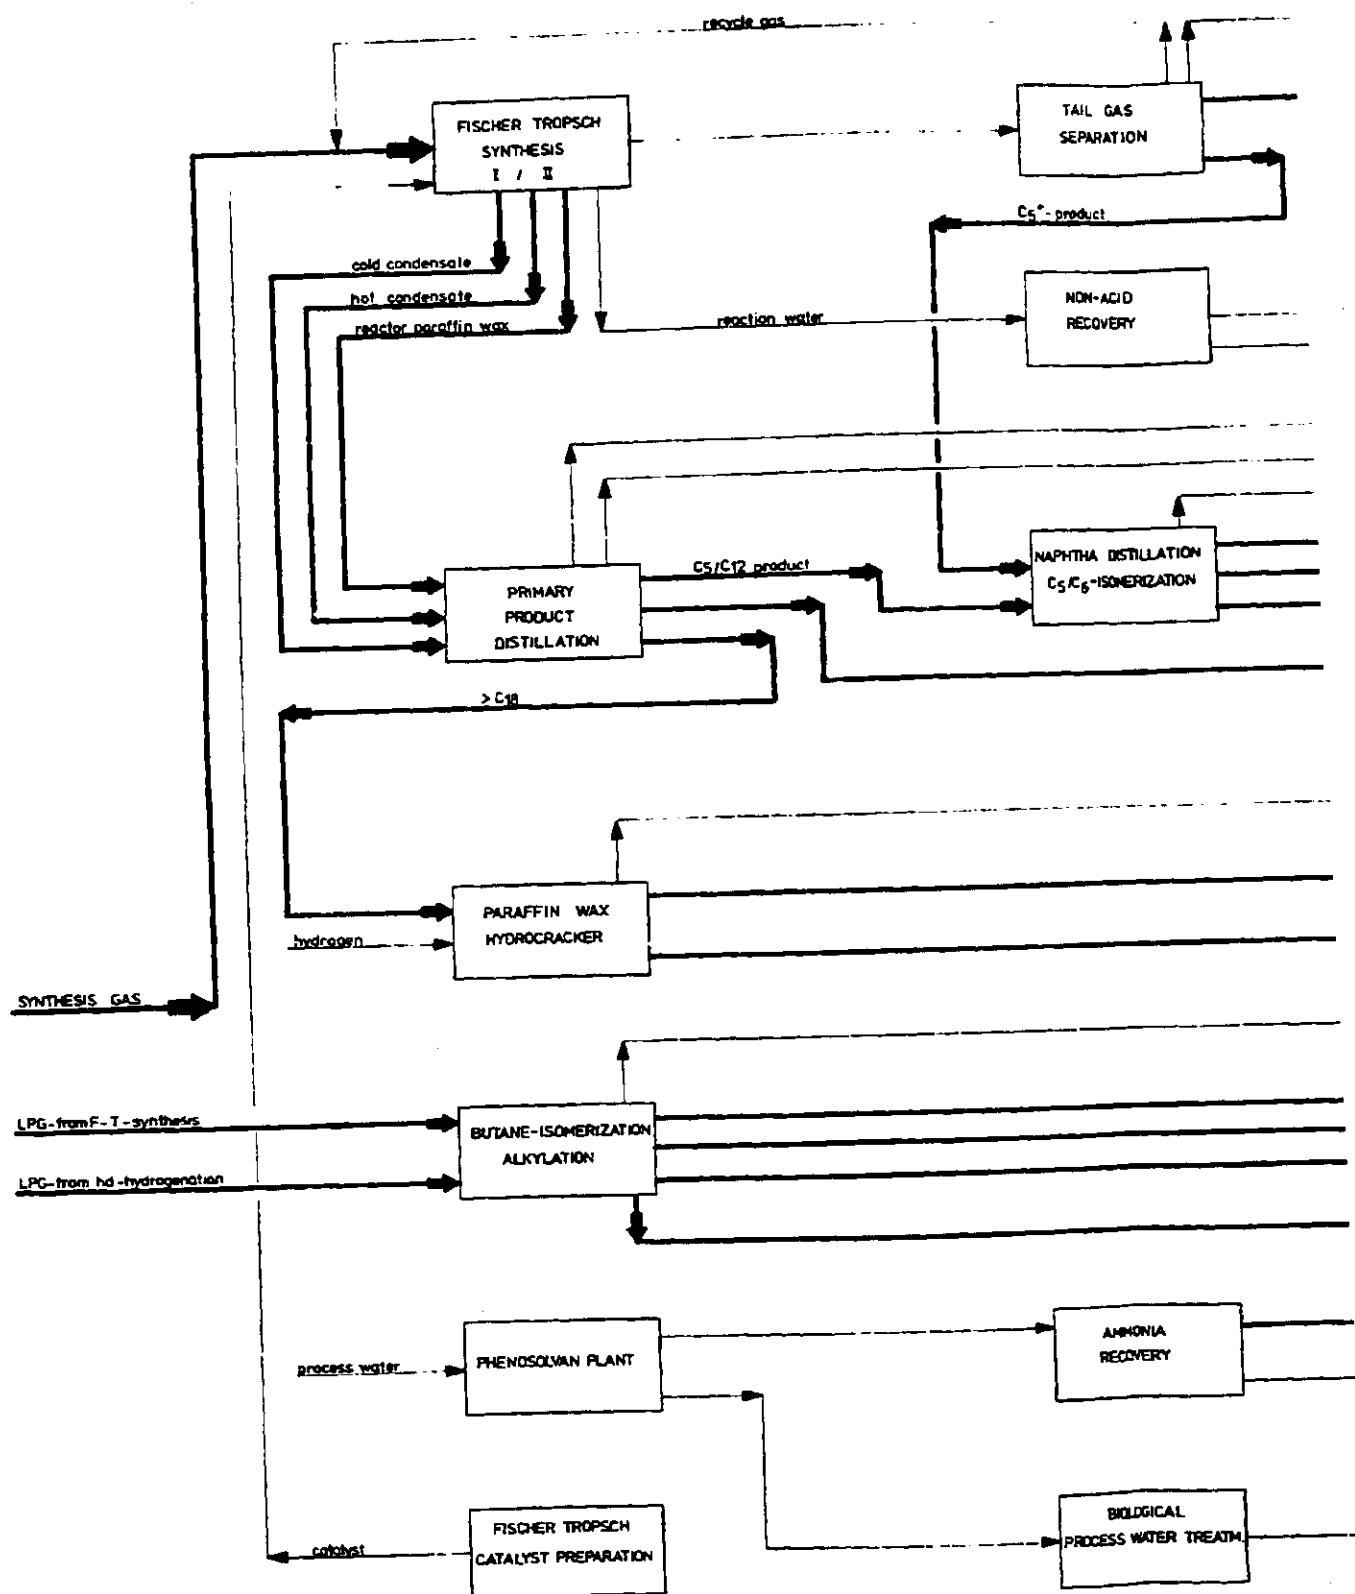 recycle gas
FISCHER TROPSCH
SYNTHESIS
I / II
TAIL GAS
SEPARATION
C5+-product
cold condensate
hot condensate
reactor paraffin wax
reaction water
NON-ACID
RECOVERY
C5/C12 product
NAPHTHA DISTILLATION
C5/C6-ISOMERIZATION
PRIMARY
PRODUCT
DISTILLATION
> C18
PARAFFIN WAX
HYDROCRACKER
hydrogen
SYNTHESIS GAS
LPG-from F-T-synthesis
BUTANE-ISOMERIZATION
ALKYLATION
LPG-from hd-hydrogenation
process water
PHENOSOLVAN PLANT
AMMONIA
RECOVERY
catalyst
FISCHER TROPSCH
CATALYST PREPARATION
BIOLOGICAL
PROCESS WATER TREATM.